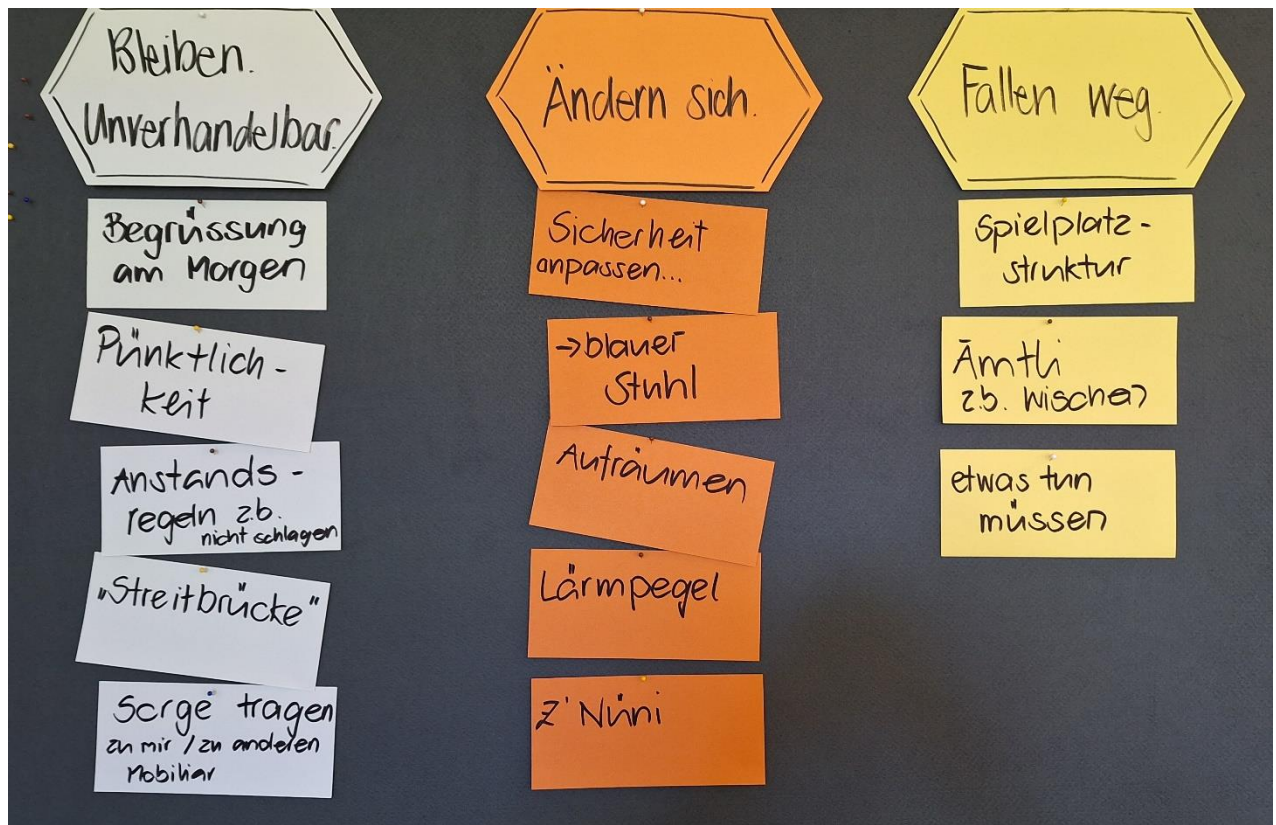 Bleiben.
Unverhandelbar.
Begrüssung
am Morgen
Pünktlich-
keit
Anstands-
regeln z.b.
nicht schlagen
"Streitbrücke"
Sorge tragen
zu mir / zu anderen
Mobiliar
Ändern sich.
Sicherheit
anpassen...
→ blauer
Stuhl
Aufräumen
Lärmpegel
Z'Nüni
Fallen weg.
Spielplatz-
struktur
Ämtli
z.b. wischen
etwas tun
müssen